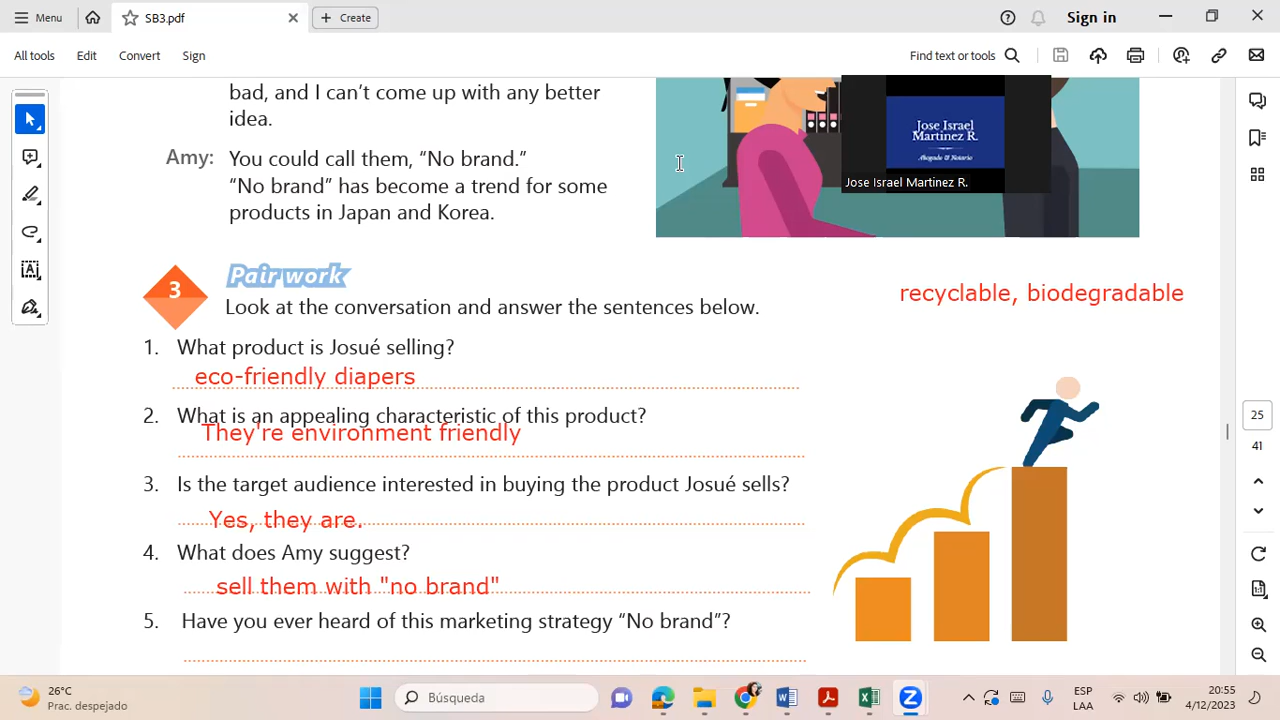 Menu
SB3.pdf
Create
Sign in
All tools
Edit
Convert
Sign
Find text or tools
bad, and I can't come up with any better
idea.
Amy: You could call them, "No brand."
"No brand" has become a trend for some
products in Japan and Korea.
Jose Israel
Martinez R.
Abogado & Notario
Jose Israel Martinez R.
3 Pair work
Look at the conversation and answer the sentences below.
recyclable, biodegradable
1. What product is Josué selling?
eco-friendly diapers
2. What is an appealing characteristic of this product?
They're environment friendly
3. Is the target audience interested in buying the product Josué sells?
Yes, they are.
4. What does Amy suggest?
sell them with "no brand"
5. Have you ever heard of this marketing strategy "No brand"?
25
41
26°C
Prac. despejado
Búsqueda
ESP
LAA
20:55
4/12/2023